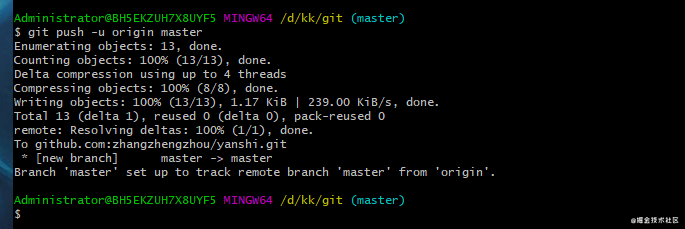 Administrator@BH5EKZUH7X8UYF5 MINGW64 /d/kk/git (master)
$ git push -u origin master
Enumerating objects: 13, done.
Counting objects: 100% (13/13), done.
Delta compression using up to 4 threads
Compressing objects: 100% (8/8), done.
Writing objects: 100% (13/13), 1.17 KiB | 239.00 KiB/s, done.
Total 13 (delta 1), reused 0 (delta 0), pack-reused 0
remote: Resolving deltas: 100% (1/1), done.
To github.com:zhangzhengzhou/yanshi.git
 * [new branch]      master -> master
Branch 'master' set up to track remote branch 'master' from 'origin'.
Administrator@BH5EKZUH7X8UYF5 MINGW64 /d/kk/git (master)
$
@掘金技术社区